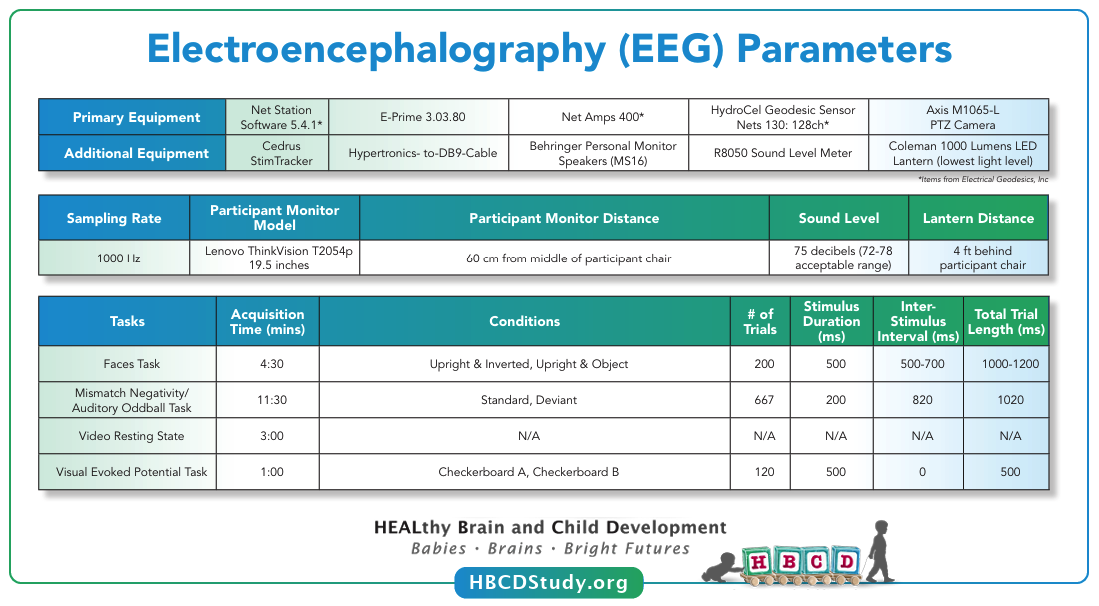 Electroencephalography (EEG) Parameters
Primary Equipment
Net Station
Software 5.4.1*
E-Prime 3.03.80
Net Amps 400*
HydroCel Geodesic Sensor
Nets 130: 128ch*
Axis M1065-L
PTZ Camera
Additional Equipment
Cedrus
StimTracker
Hypertronics- to-DB9-Cable
Behringer Personal Monitor
Speakers (MS16)
R8050 Sound Level Meter
Coleman 1000 Lumens LED
Lantern (lowest light level)
*Items from Electrical Geodesics, Inc
Sampling Rate
Participant Monitor
Model
Participant Monitor Distance
Sound Level
Lantern Distance
1000 Hz
Lenovo ThinkVision T2054p
19.5 inches
60 cm from middle of participant chair
75 decibels (72-78
acceptable range)
4 ft behind
participant chair
Tasks
Acquisition
Time (mins)
Conditions
# of
Trials
Stimulus
Duration
(ms)
Inter-
Stimulus
Interval (ms)
Total Trial
Length (ms)
Faces Task
4:30
Upright & Inverted, Upright & Object
200
500
500-700
1000-1200
Mismatch Negativity/
Auditory Oddball Task
11:30
Standard, Deviant
667
200
820
1020
Video Resting State
3:00
N/A
N/A
N/A
N/A
N/A
Visual Evoked Potential Task
1:00
Checkerboard A, Checkerboard B
120
500
0
500
HEALthy Brain and Child Development
Babies · Brains · Bright Futures
HBCD
HBCDStudy.org